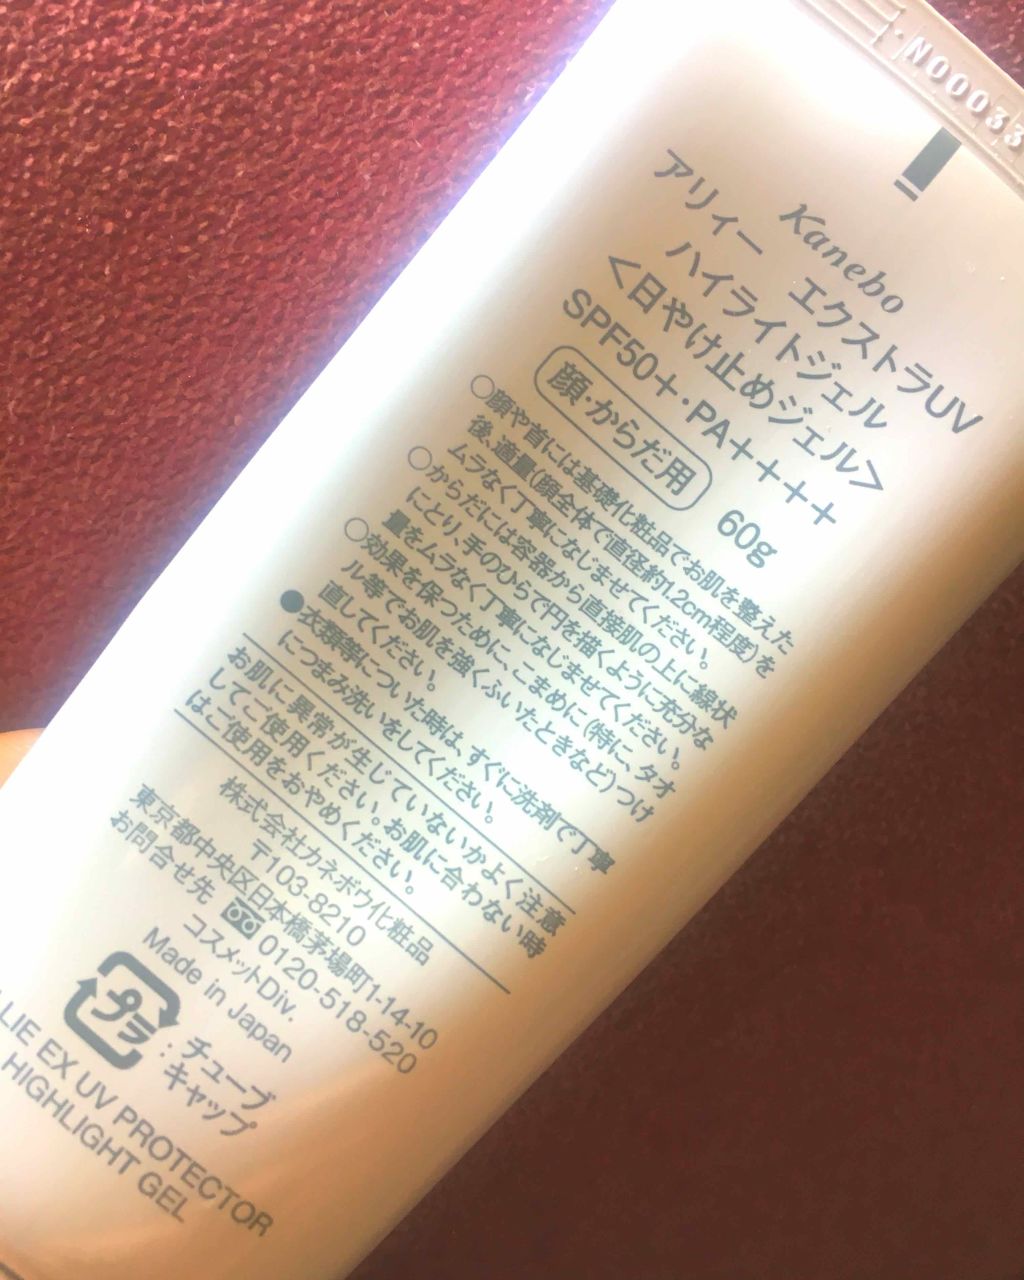 N00033
Kanebo
アリィー エクストラUV
ハイライトジェル
<日やけ止めジェル>
SPF50+・PA++++
顔・からだ用 60g
○顔や首には基礎化粧品でお肌を整えた
後、適量(顔全体で直径約1.2cm程度)を
ムラなく丁寧になじませてください。
○からだには容器から直接肌の上に線状
にとり、手のひらで円を描くように充分な
量をムラなく丁寧になじませてください。
○効果を保つために、こまめに(特に、タオ
ル等でお肌を強くふいたときなど)つけ
直してください。
●衣類等についた時は、すぐに洗剤で丁寧
につまみ洗いをしてください。
お肌に異常が生じていないかよく注意
してご使用ください。お肌に合わない時
はご使用をおやめください。
株式会社カネボウ化粧品
〒103-8210
東京都中央区日本橋茅場町1-14-10
お問合せ先 0120-518-520
コスメットDiv.
Made in Japan
プラ : チューブ
キャップ
LIE EX UV PROTECTOR
HIGHLIGHT GEL